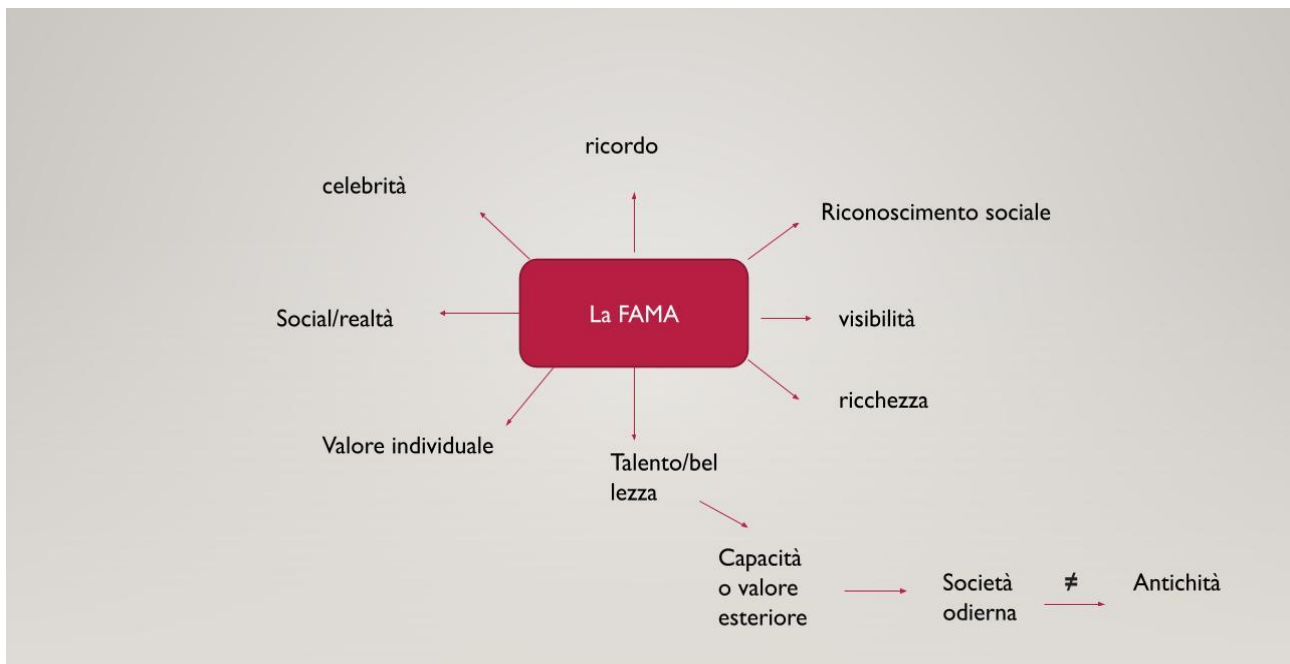 ricordo
celebrità
Riconoscimento sociale
La FAMA
Social/realtà
visibilità
ricchezza
Valore individuale
Talento/bel
lezza
Capacità
o valore
esteriore
Società
odierna
≠
Antichità